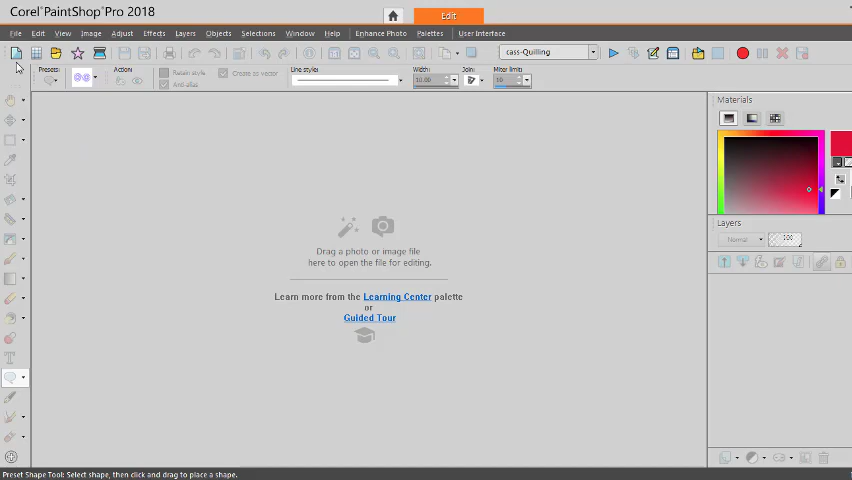 Corel® PaintShop® Pro 2018
Edit
File Edit View Image Adjust Effects Layers Objects Selections Window Help Enhance Photo Palettes User Interface
cass-Quilling
Presets: Action: Retain style Create as vector Line style: Width: Join: Miter limit:
Anti-alias 10.00 10
Materials
Drag a photo or image file
here to open the file for editing.
Learn more from the Learning Center palette
or
Guided Tour
Layers
Normal 100
Preset Shape Tool: Select shape, then click and drag to place a shape.